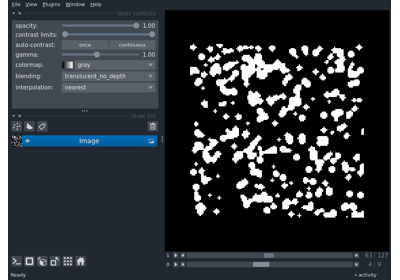 File View Plugins Window Help
layer controls
opacity: 1.00
contrast limits:
auto-contrast: once continuous
gamma: 1.00
colormap: gray
blending: translucent_no_depth
interpolation: nearest
layer list
Image
1 63 127
0 4 9
Ready activity